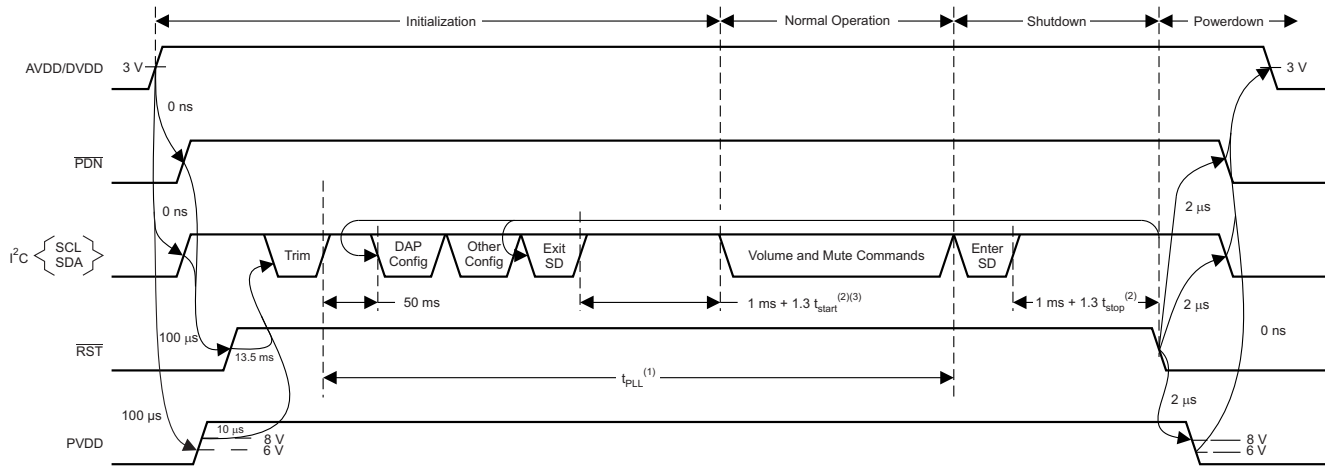 Initialization Normal Operation Shutdown Powerdown
AVDD/DVDD 3 V 3 V
0 ns
PDN
0 ns 2 μs
I²C SCL SDA Trim DAP Config Other Config Exit SD Volume and Mute Commands Enter SD
50 ms 1 ms + 1.3 t_start(2)(3) 1 ms + 1.3 t_stop(2) 2 μs
100 μs 0 ns
RST 13.5 ms
t_PLL(1)
100 μs 2 μs
10 μs
PVDD 8 V 8 V
6 V 6 V